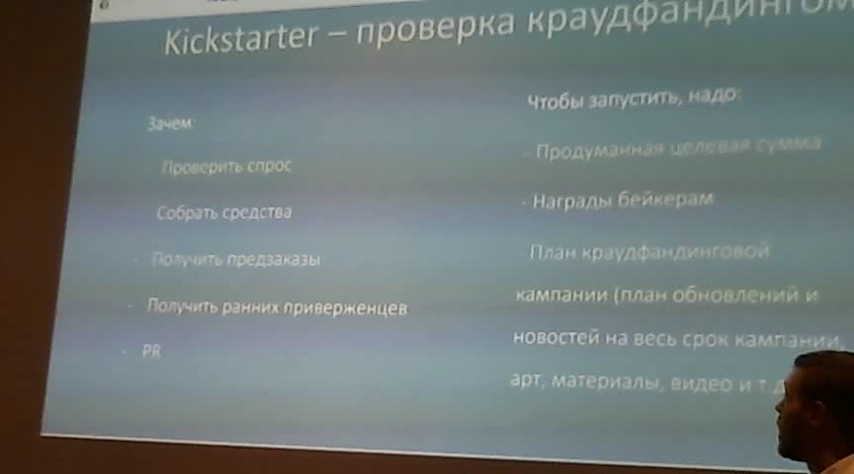 Kickstarter – проверка краудфандингом
Зачем:
Проверить спрос
Собрать средства
- Получить предзаказы
- Получить ранних приверженцев
- PR
Чтобы запустить, надо:
- Продуманная целевая сумма
- Награды бейкерам
- План краудфандинговой
кампании (план обновлений и
новостей на весь срок кампании,
арт, материалы, видео и т.д